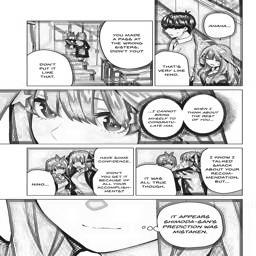 AHAHA...
THAT'S
VERY LIKE
NINO.
YOU MADE
A PASS AT
THE WRONG
SISTERS,
DIDN'T YOU?
DON'T
PUT IT
LIKE
THAT.
WHEN I
THINK ABOUT
THE REST
OF YOU...
...I CANNOT
BRING
MYSELF TO
CONGRATU-
LATE HIM.
I KNOW I
TALKED
SMACK
ABOUT YOUR
RECOM-
MENDATION,
BUT...
IT WAS
ALL TRUE
THOUGH.
HAVE SOME
CONFIDENCE.
DIDN'T
YOU GET IT
BECAUSE OF
ALL YOUR
ACCOMPLISH-
MENTS?
NINO...
IT APPEARS
SHIMODA-SAN'S
PREDICTION WAS
MISTAKEN.